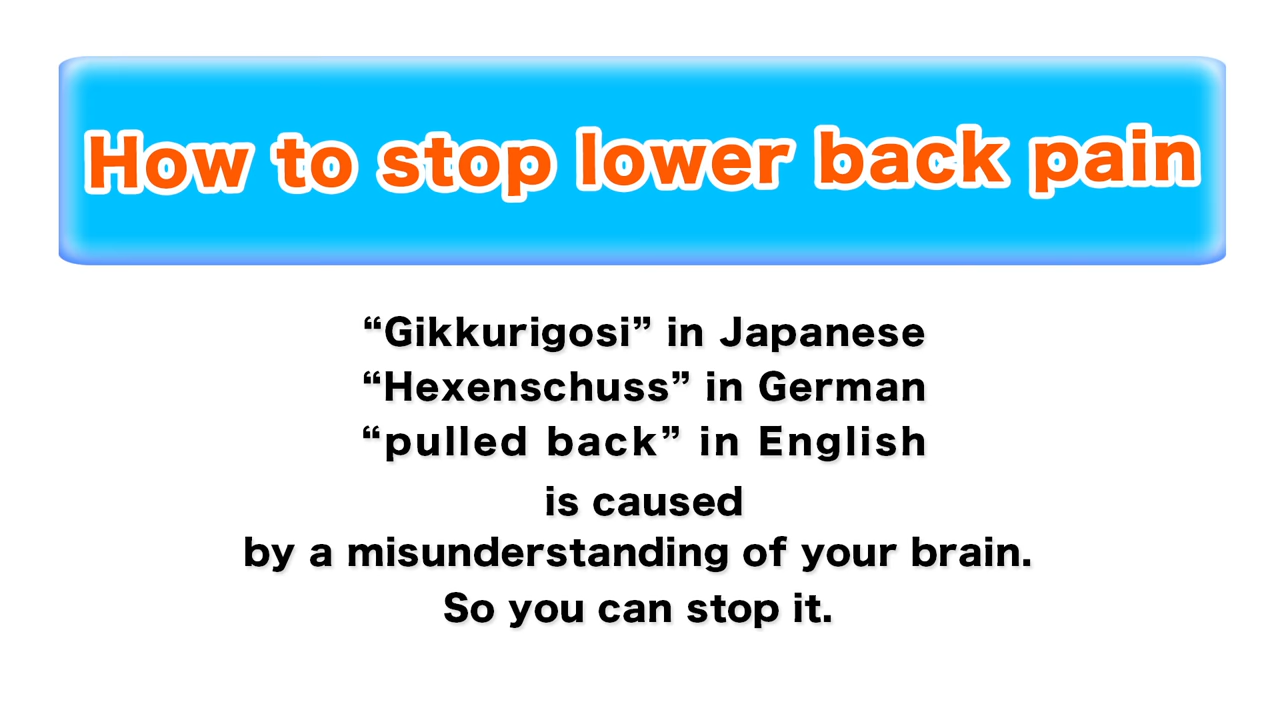 How to stop lower back pain
“Gikkurigosi” in Japanese
“Hexenschuss” in German
“pulled back” in English
is caused
by a misunderstanding of your brain.
So you can stop it.